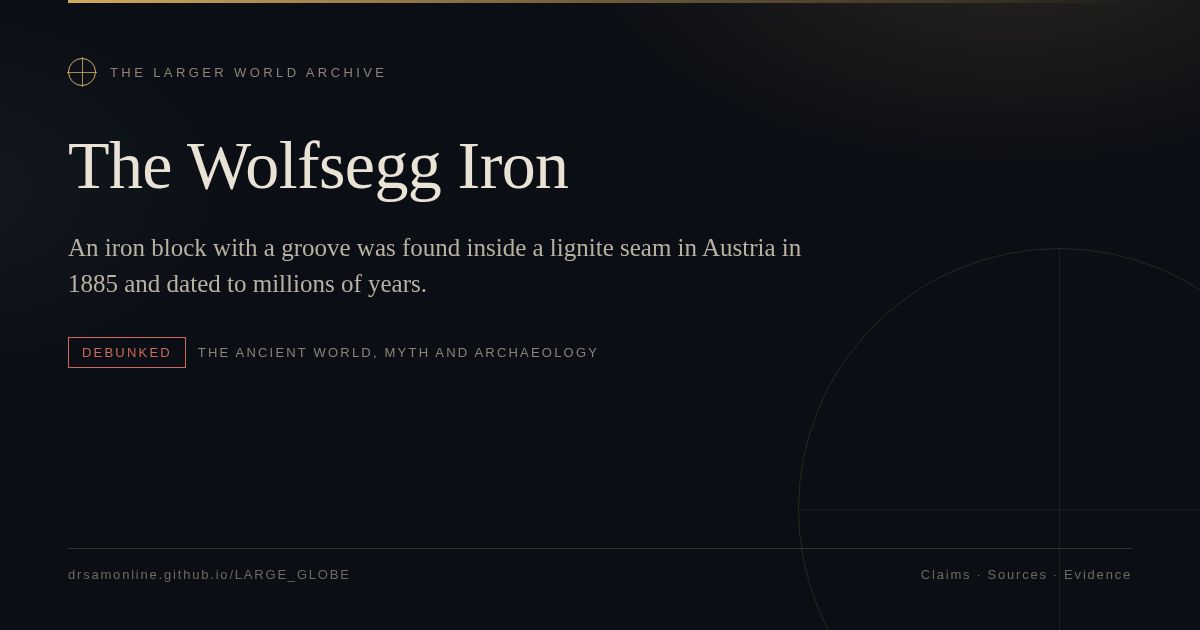 THE LARGER WORLD ARCHIVE
The Wolfsegg Iron
An iron block with a groove was found inside a lignite seam in Austria in
1885 and dated to millions of years.
DEBUNKED THE ANCIENT WORLD, MYTH AND ARCHAEOLOGY
drsamonline.github.io/LARGE_GLOBE Claims · Sources · Evidence